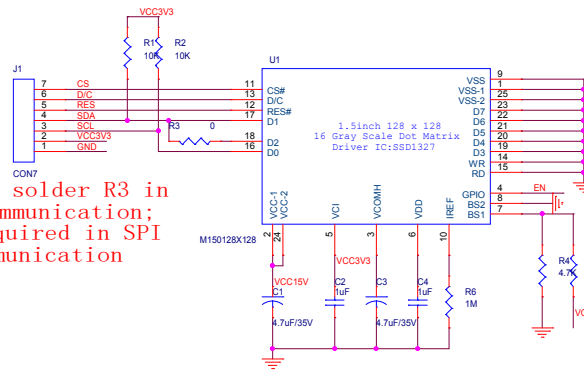 VCC3V3
R1
R2
10K
10K
J1
U1
7 CS
6 D/C
5 RES
4 SDA
3 SCL
2 VCC3V3
1 GND
CON7
R3 0
11 CS#
13 D/C
12 RES#
17 D1
18 D2
16 D0
1.5inch 128 x 128
16 Gray Scale Dot Matrix
Driver IC:SSD1327
VSS 9
VSS-1 1
VSS-2 25
D7 23
D6 22
D5 21
D4 20
D3 19
WR 14
RD 15
GPIO 4 EN
BS2 8
BS1 7
solder R3 in
mmunication;
quired in SPI
munication
M150128X128
VCC-1
VCC-2
VCI
VCOMH
VDD
IREF
2
24
5
3
6
10
VCC15V
VCC3V3
C1
4.7uF/35V
C2
1uF
C3
4.7uF/35V
C4
1uF
R6
1M
R4
4.7K